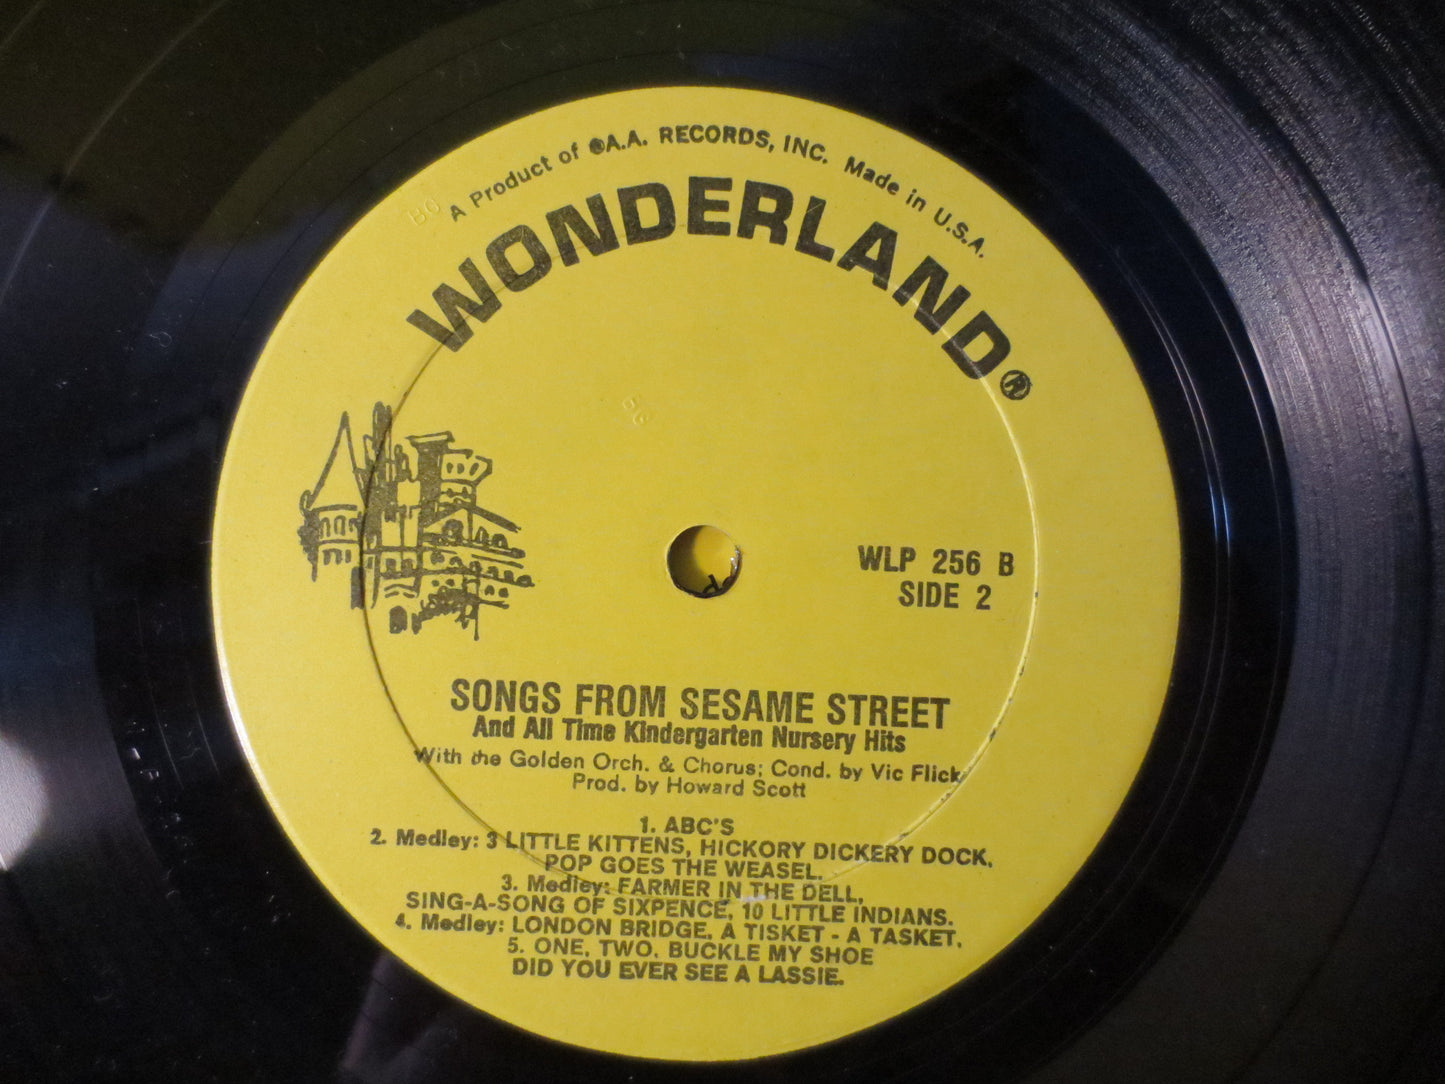 A Product of ®A.A. RECORDS, INC. Made in U.S.A.
WONDERLAND®
BG
BG
WLP 256 B
SIDE 2
SONGS FROM SESAME STREET
And All Time Kindergarten Nursery Hits
With the Golden Orch. & Chorus; Cond. by Vic Flick
Prod. by Howard Scott
1. ABC'S
2. Medley: 3 LITTLE KITTENS, HICKORY DICKERY DOCK,
POP GOES THE WEASEL.
3. Medley: FARMER IN THE DELL,
SING-A-SONG OF SIXPENCE, 10 LITTLE INDIANS.
4. Medley: LONDON BRIDGE, A TISKET - A TASKET.
5. ONE, TWO, BUCKLE MY SHOE
DID YOU EVER SEE A LASSIE.